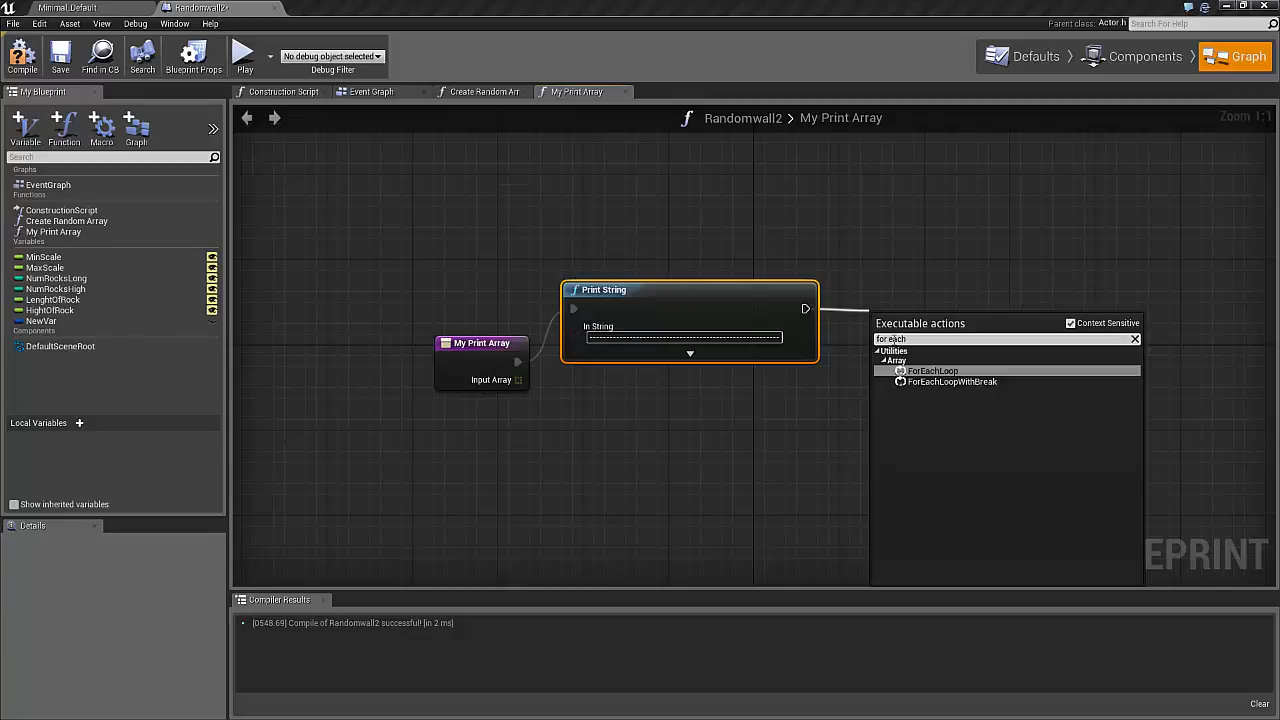 Minimal_Default
Randomwall2*
File Edit Asset View Debug Window Help
Parent class: Actor.h
Search For Help
Compile
Save
Find in CB
Search
Blueprint Props
Play
No debug object selected
Debug Filter
Defaults
Components
Graph
My Blueprint
Construction Script
Event Graph
Create Random Arr
My Print Array
Variable
Function
Macro
Graph
Search
Randomwall2 > My Print Array
Zoom 1:1
Graphs
EventGraph
Functions
ConstructionScript
Create Random Array
My Print Array
Variables
MinScale
MaxScale
NumRocksLong
NumRocksHigh
LenghtOfRock
HightOfRock
NewVar
Components
DefaultSceneRoot
Local Variables
Show inherited variables
Details
Print String
In String
--------------------------------------------------
My Print Array
Input Array
Executable actions
Context Sensitive
for each
Utilities
Array
ForEachLoop
ForEachLoopWithBreak
EPRINT
Compiler Results
• [0548.69] Compile of Randomwall2 successful! [in 2 ms]
Clear